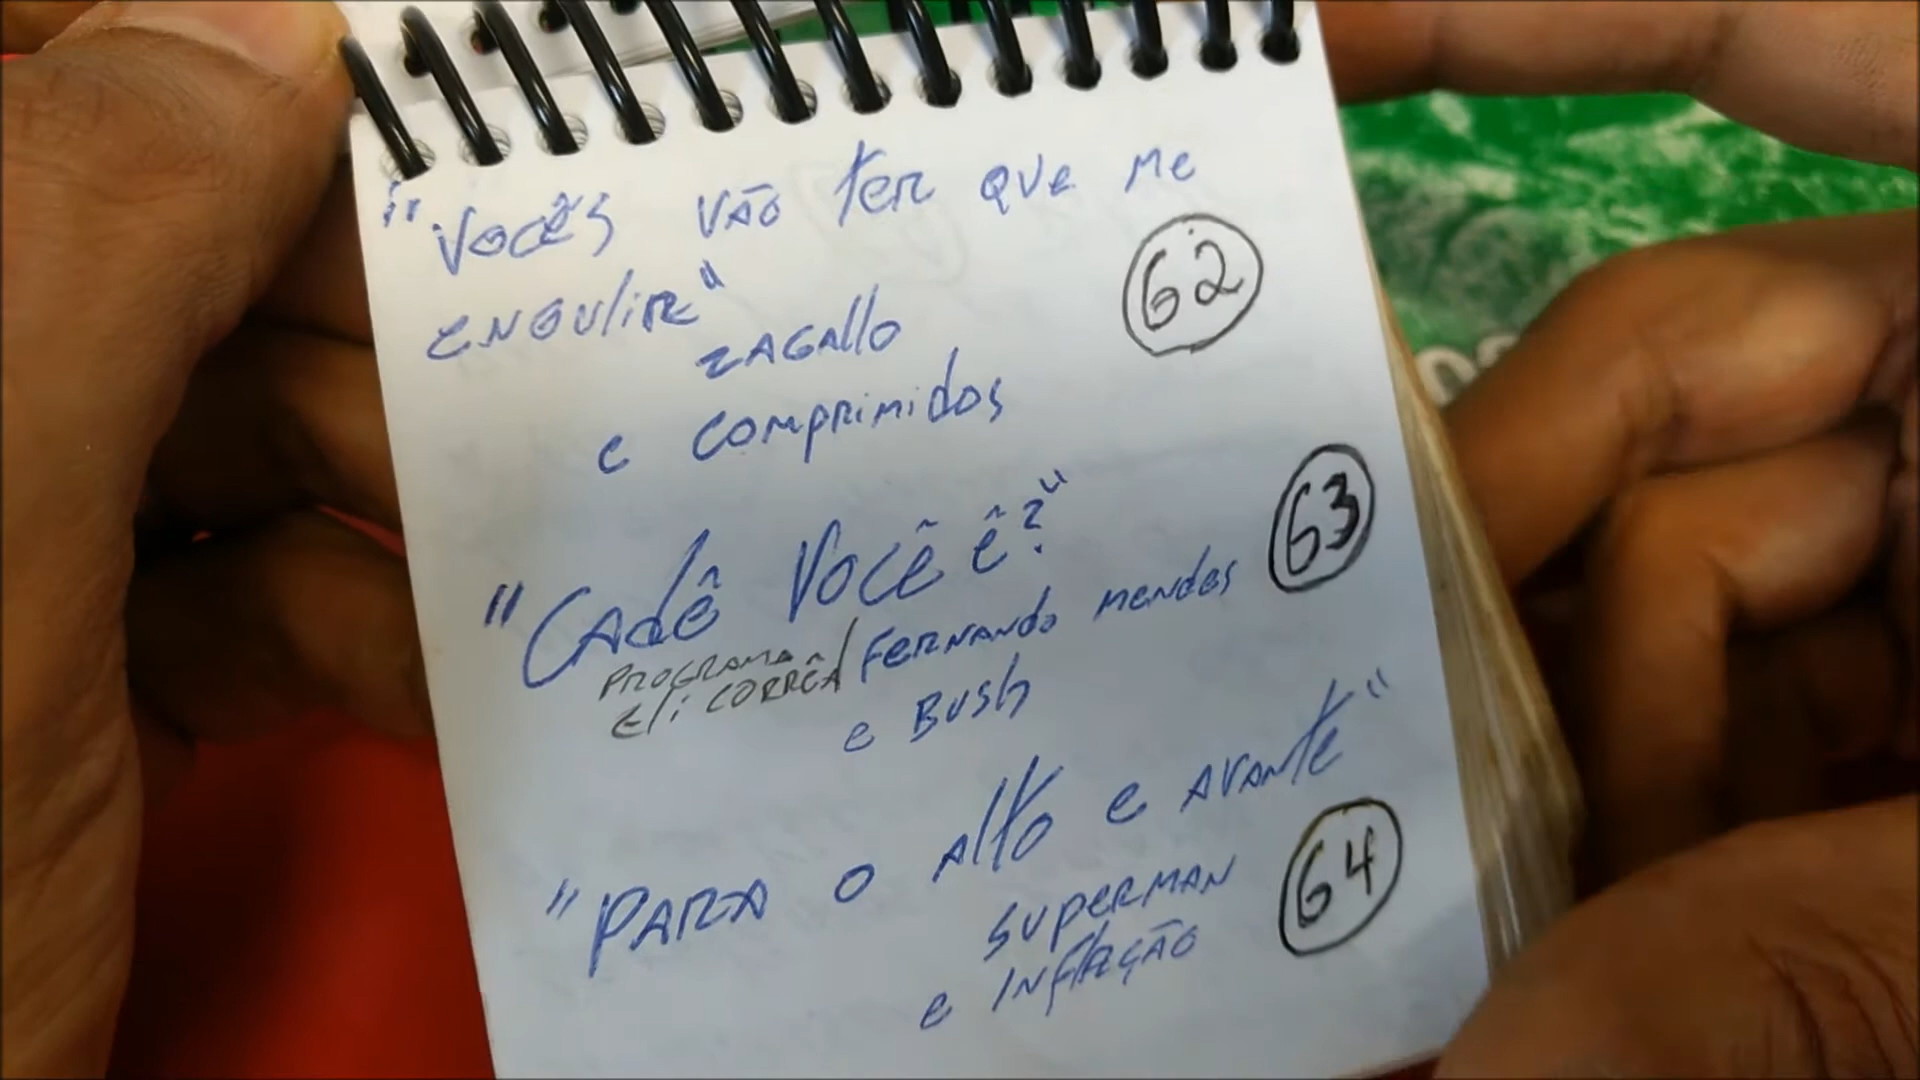 "VOCÊS VÃO TER QUE ME
ENGULIR"
62
ZAGALLO
E COMPRIMIDOS
"CADÊ VOCÊ Ê?"
63
PROGRAMA / FERNANDO MENDES
ELI CORRÊA
E BUSH
"PARA O ALTO E AVANTE"
SUPERMAN
64
E INFLAÇÃO